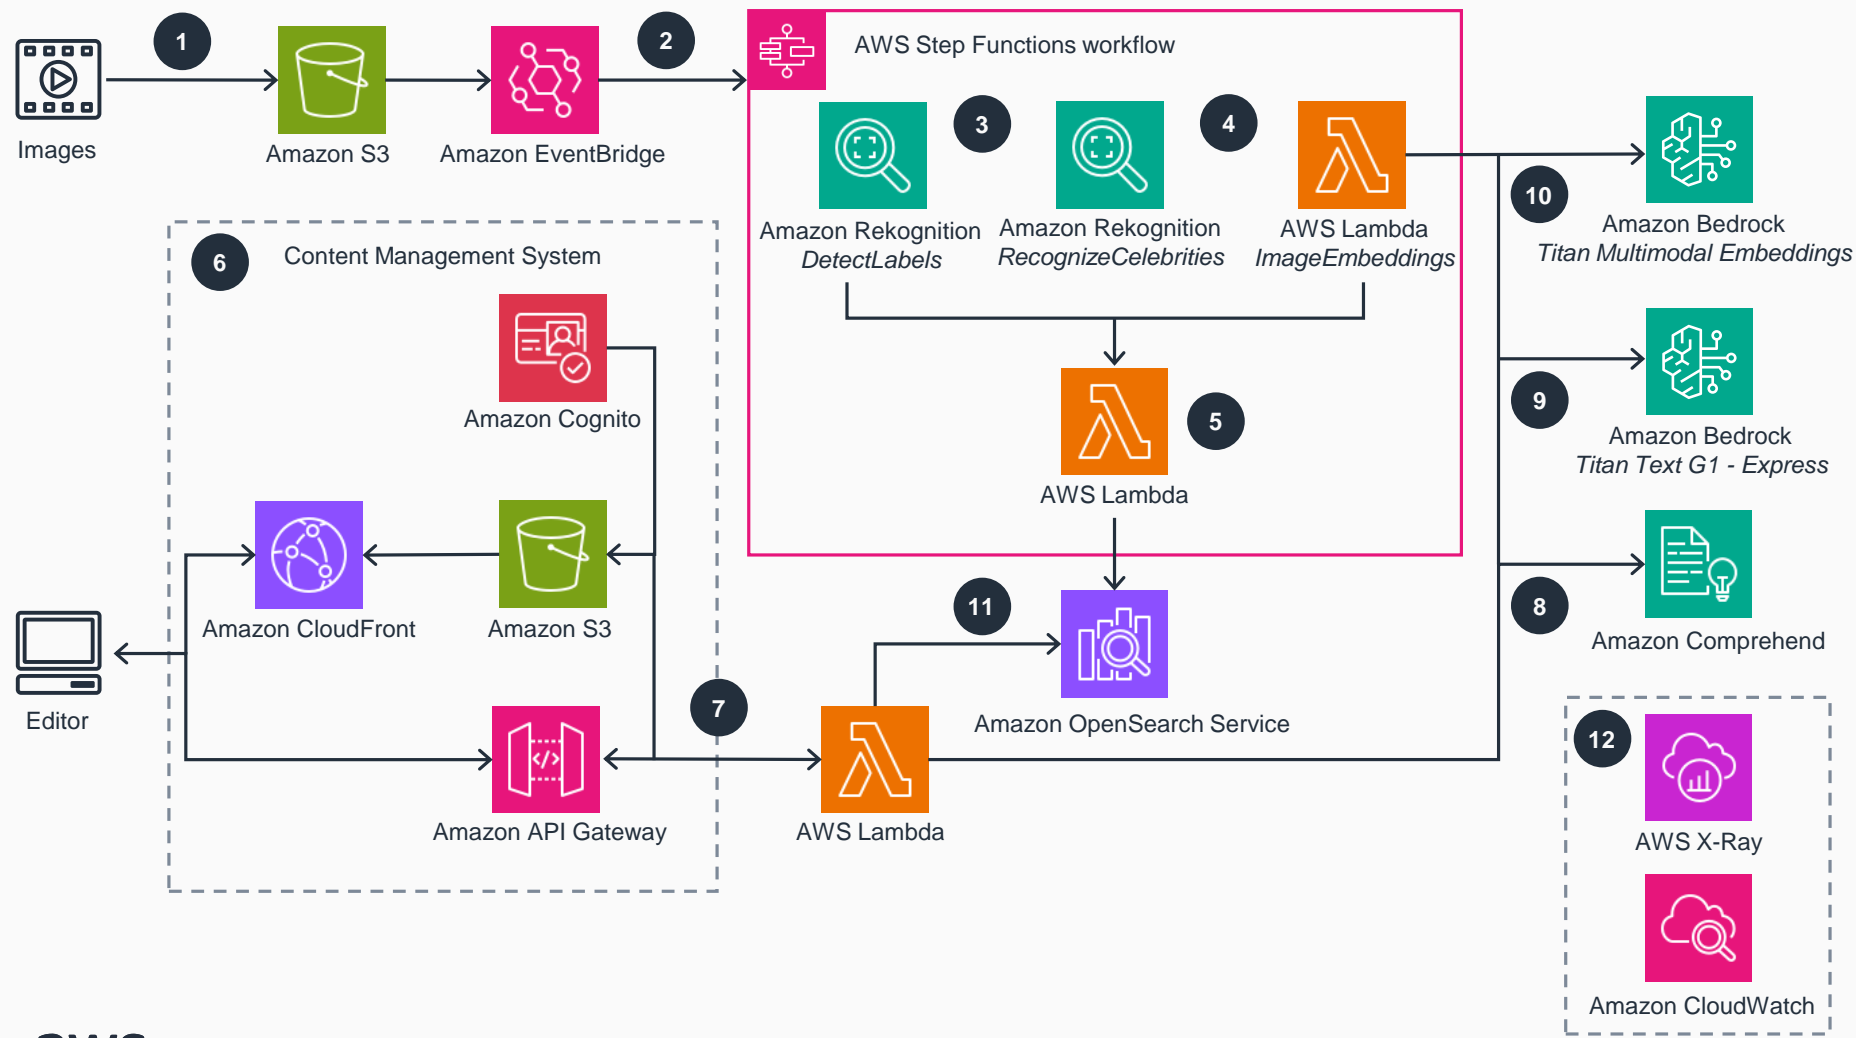 1
2
AWS Step Functions workflow
Images
Amazon S3
Amazon EventBridge
3
4
Amazon Rekognition
DetectLabels
Amazon Rekognition
RecognizeCelebrities
AWS Lambda
ImageEmbeddings
10
Amazon Bedrock
Titan Multimodal Embeddings
6
Content Management System
Amazon Cognito
5
AWS Lambda
9
Amazon Bedrock
Titan Text G1 - Express
Amazon CloudFront
Amazon S3
11
8
Amazon Comprehend
Editor
7
Amazon OpenSearch Service
</>
Amazon API Gateway
AWS Lambda
12
AWS X-Ray
Amazon CloudWatch